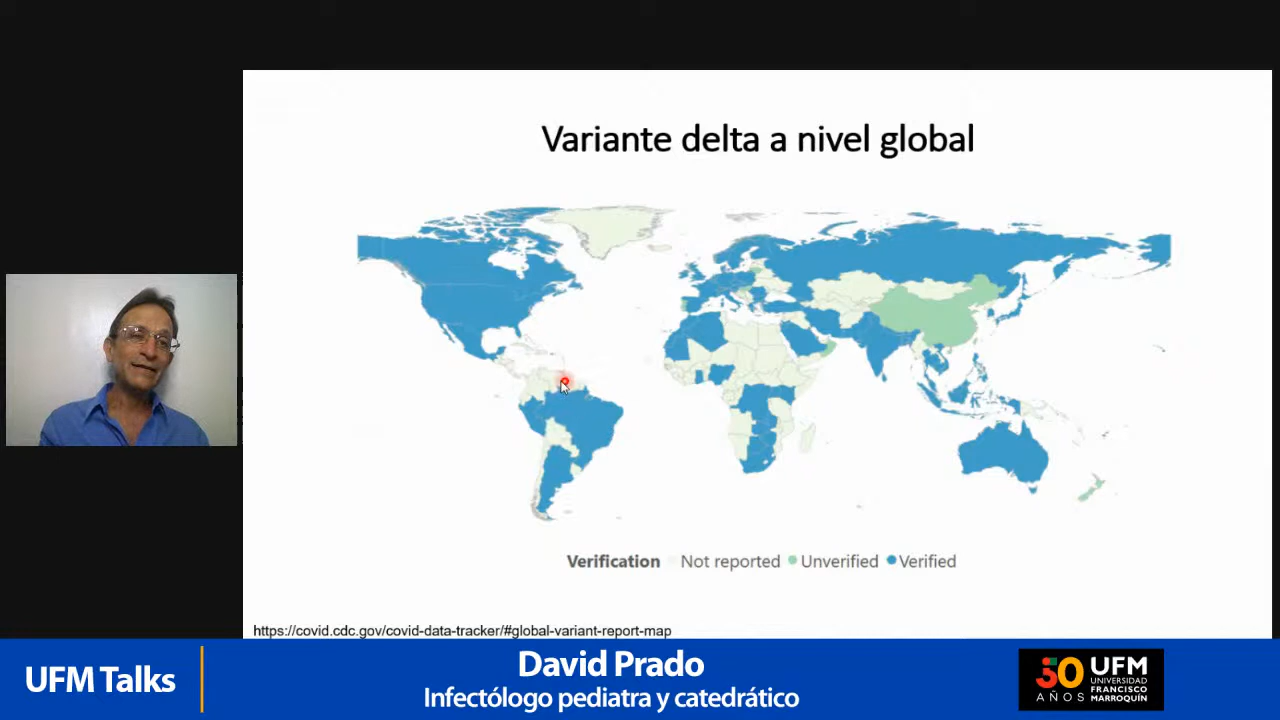 Variante delta a nivel global
Verification Not reported Unverified Verified
https://covid.cdc.gov/covid-data-tracker/#global-variant-report-map
UFM Talks
David Prado
Infectólogo pediatra y catedrático
50 AÑOS
UFM
UNIVERSIDAD
FRANCISCO
MARROQUÍN